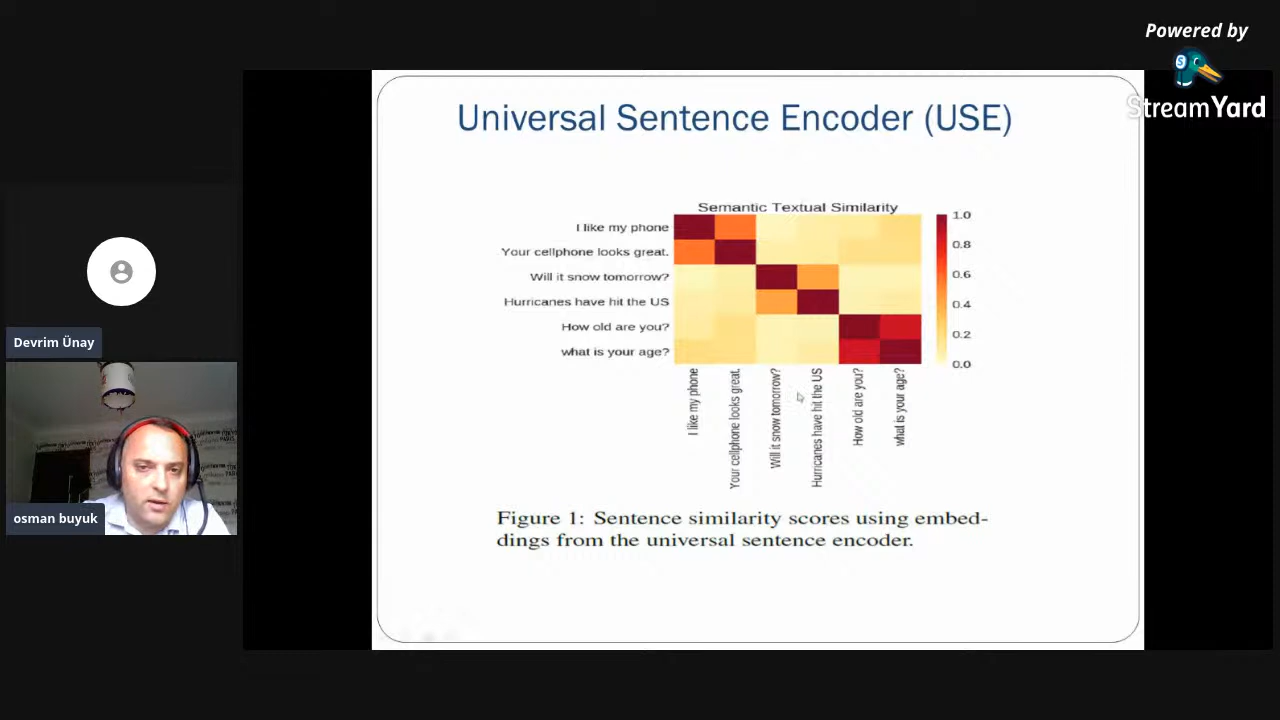 Powered by
StreamYard
Universal Sentence Encoder (USE)
Semantic Textual Similarity
I like my phone
Your cellphone looks great.
Will it snow tomorrow?
Hurricanes have hit the US
How old are you?
what is your age?
1.0
0.8
0.6
0.4
0.2
0.0
I like my phone
Your cellphone looks great.
Will it snow tomorrow?
Hurricanes have hit the US
How old are you?
what is your age?
Figure 1: Sentence similarity scores using embed-
dings from the universal sentence encoder.
Devrim Ünay
osman buyuk